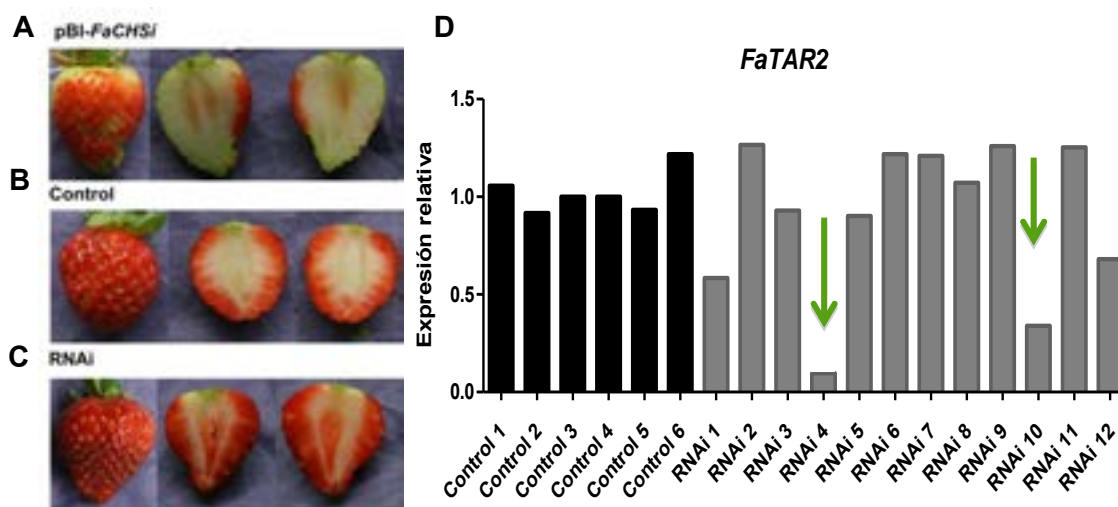 A
pBI-FaCHSi
B
Control
C
RNAi
D
FaTAR2
Expresión relativa
1.5
1.0
0.5
0.0
Control 1
Control 2
Control 3
Control 4
Control 5
Control 6
RNAi 1
RNAi 2
RNAi 3
RNAi 4
RNAi 5
RNAi 6
RNAi 7
RNAi 8
RNAi 9
RNAi 10
RNAi 11
RNAi 12